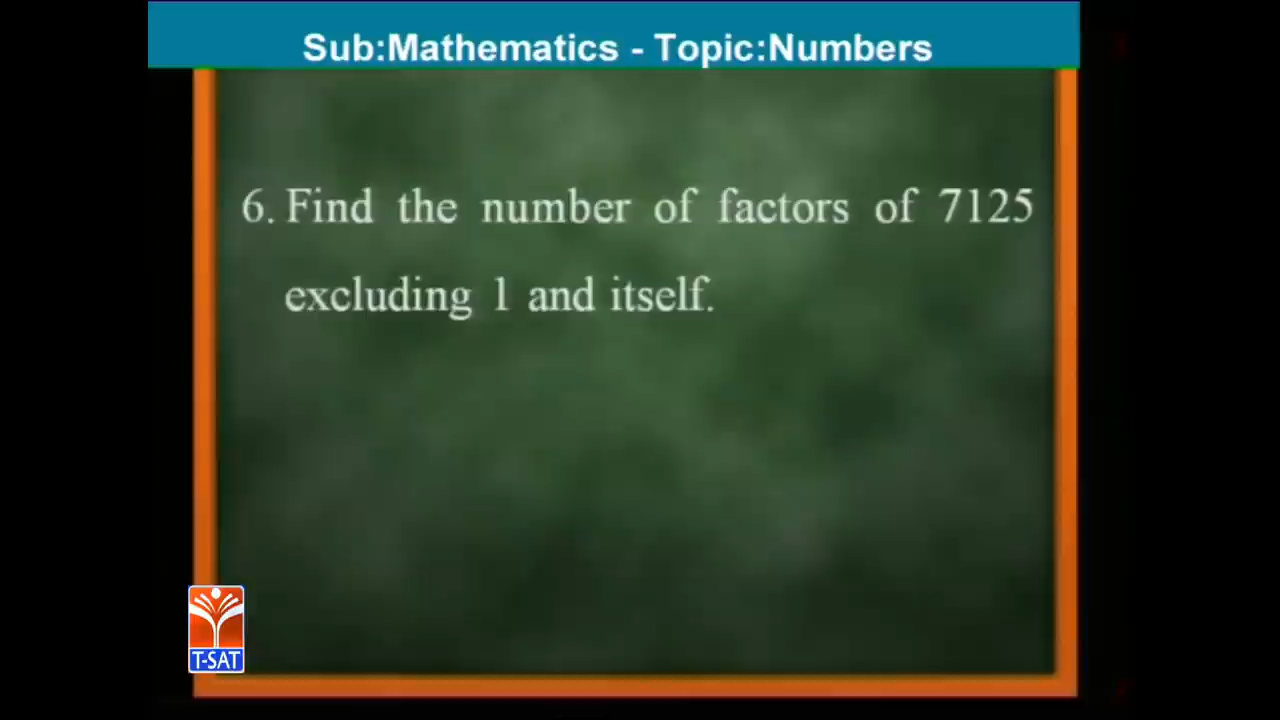 Sub:Mathematics - Topic:Numbers
6. Find the number of factors of 7125
excluding 1 and itself.
T-SAT